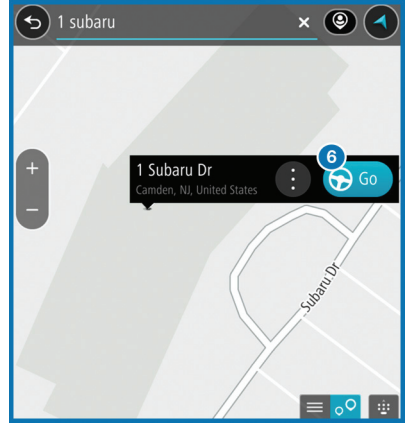 1 subaru
6
1 Subaru Dr
Go
Camden, NJ, United States
Subaru Dr